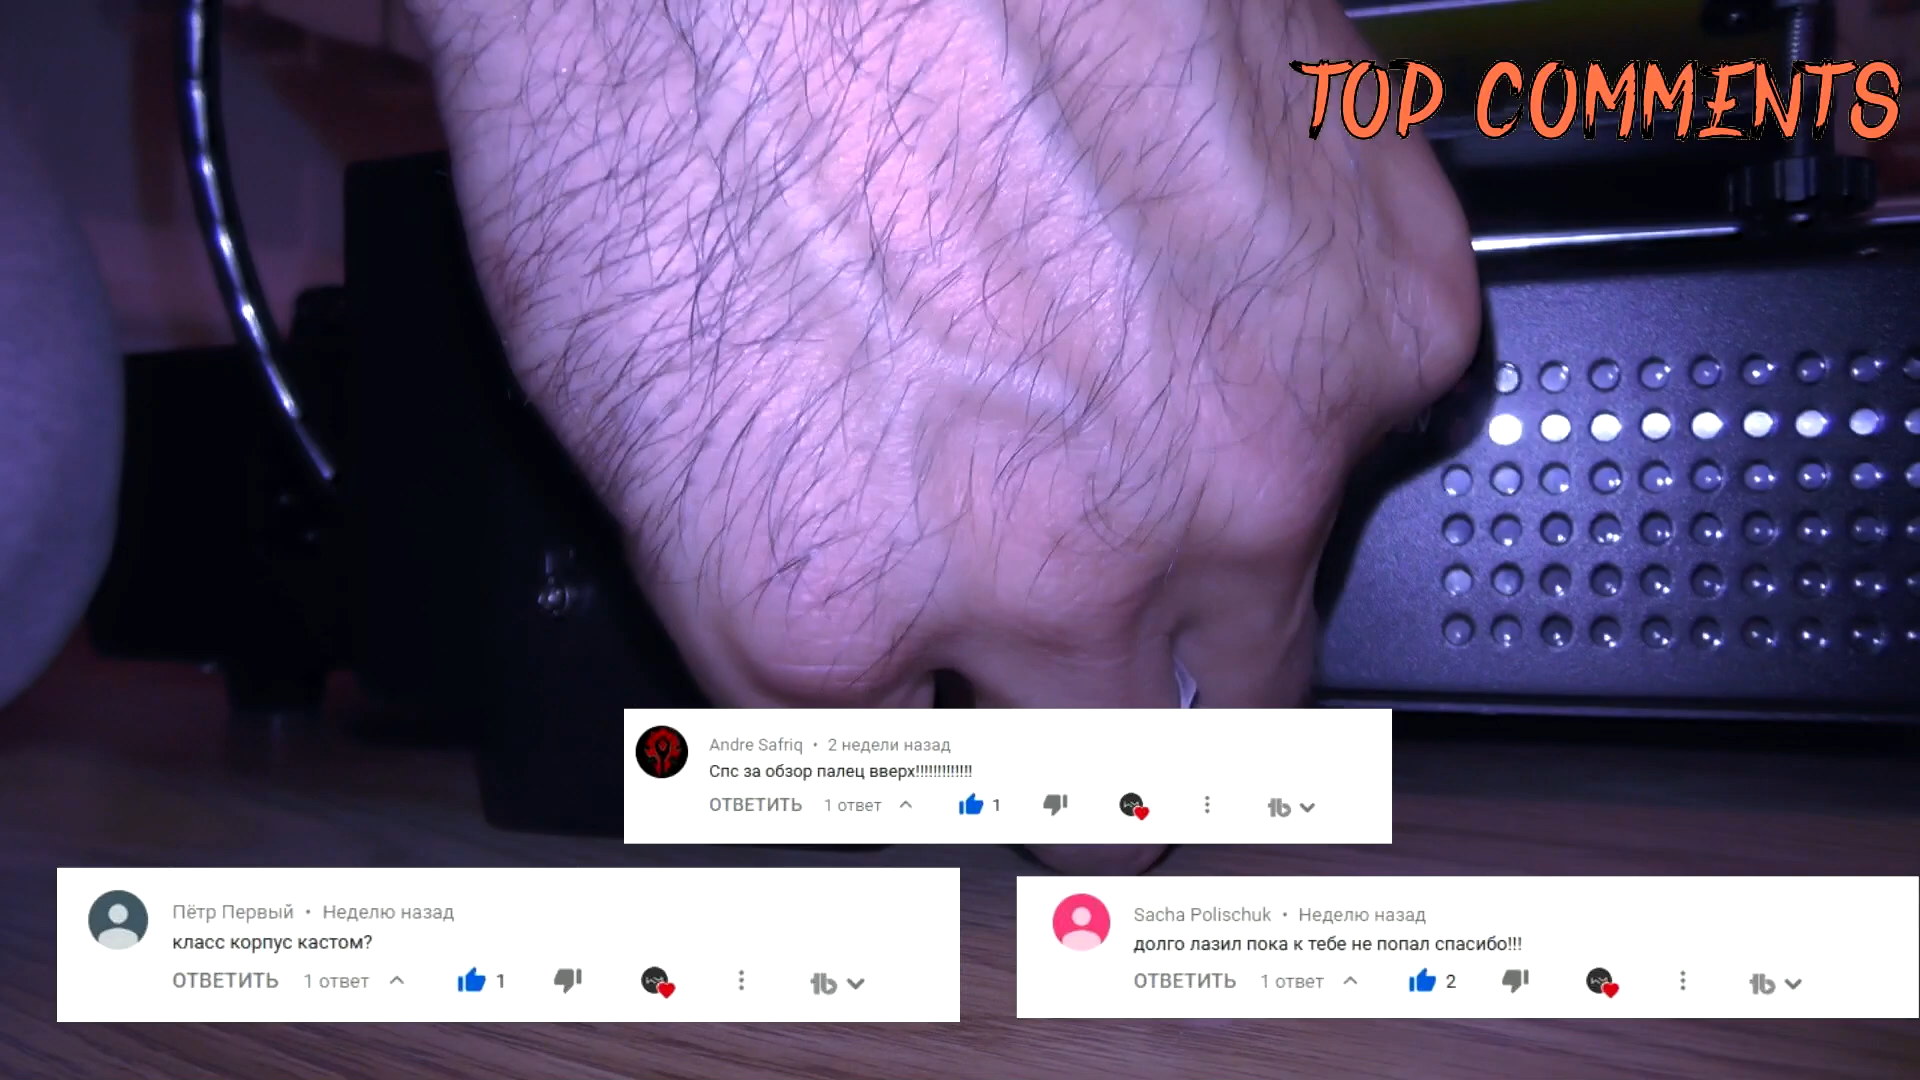 TOP COMMENTS
Andre Safriq • 2 недели назад
Спс за обзор палец вверх!!!!!!!!!!!!!
ОТВЕТИТЬ 1 ответ 1
Пётр Первый • Неделю назад
класс корпус кастом?
ОТВЕТИТЬ 1 ответ 1
Sacha Polischuk • Неделю назад
долго лазил пока к тебе не попал спасибо!!!
ОТВЕТИТЬ 1 ответ 2